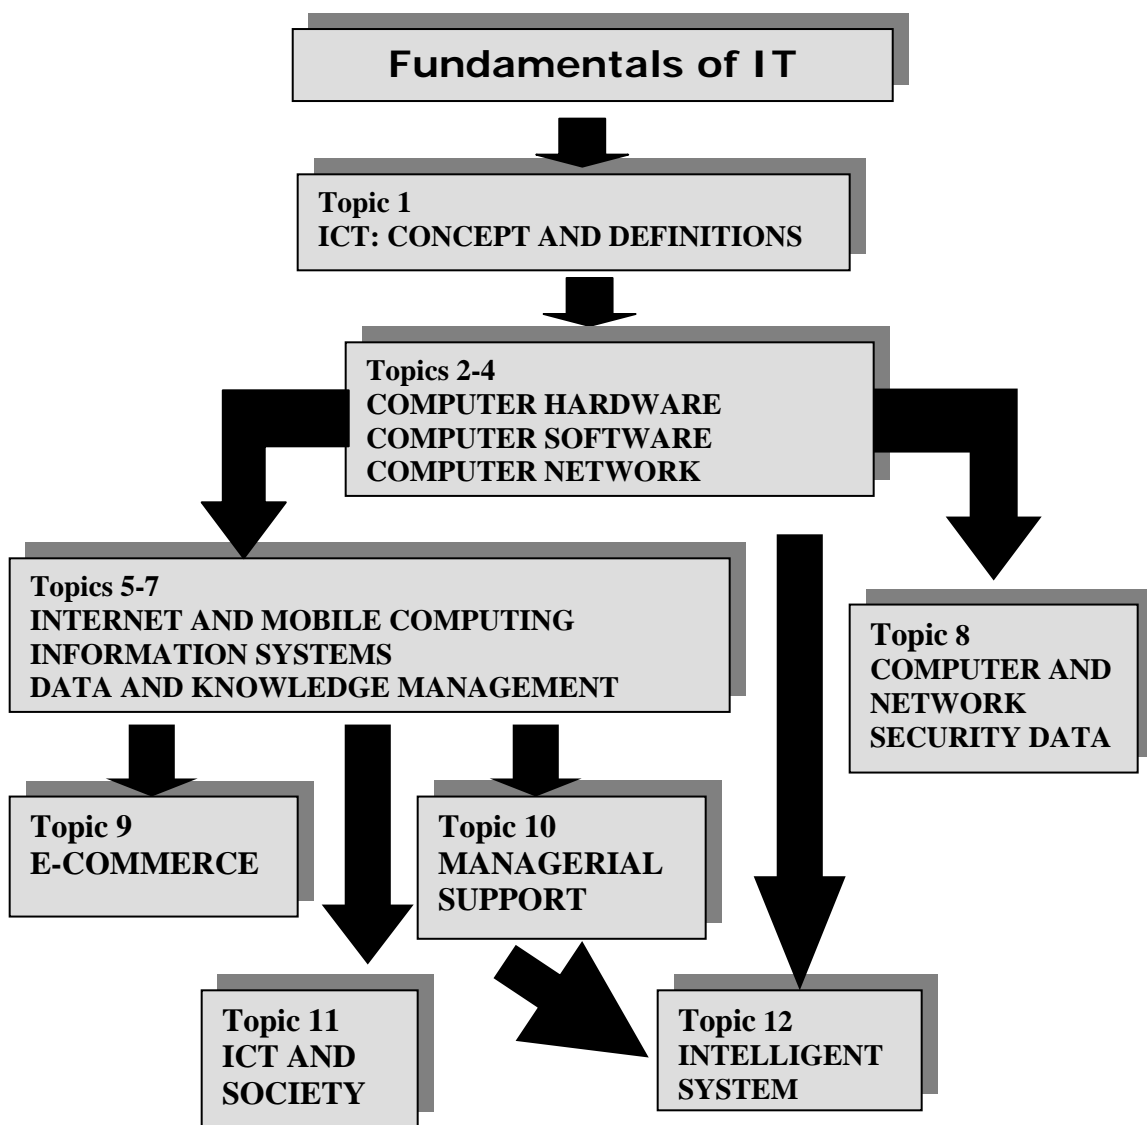 Fundamentals of IT
Topic 1
ICT: CONCEPT AND DEFINITIONS
Topics 2-4
COMPUTER HARDWARE
COMPUTER SOFTWARE
COMPUTER NETWORK
Topics 5-7
INTERNET AND MOBILE COMPUTING
INFORMATION SYSTEMS
DATA AND KNOWLEDGE MANAGEMENT
Topic 8
COMPUTER AND
NETWORK
SECURITY DATA
Topic 9
E-COMMERCE
Topic 10
MANAGERIAL
SUPPORT
Topic 11
ICT AND
SOCIETY
Topic 12
INTELLIGENT
SYSTEM